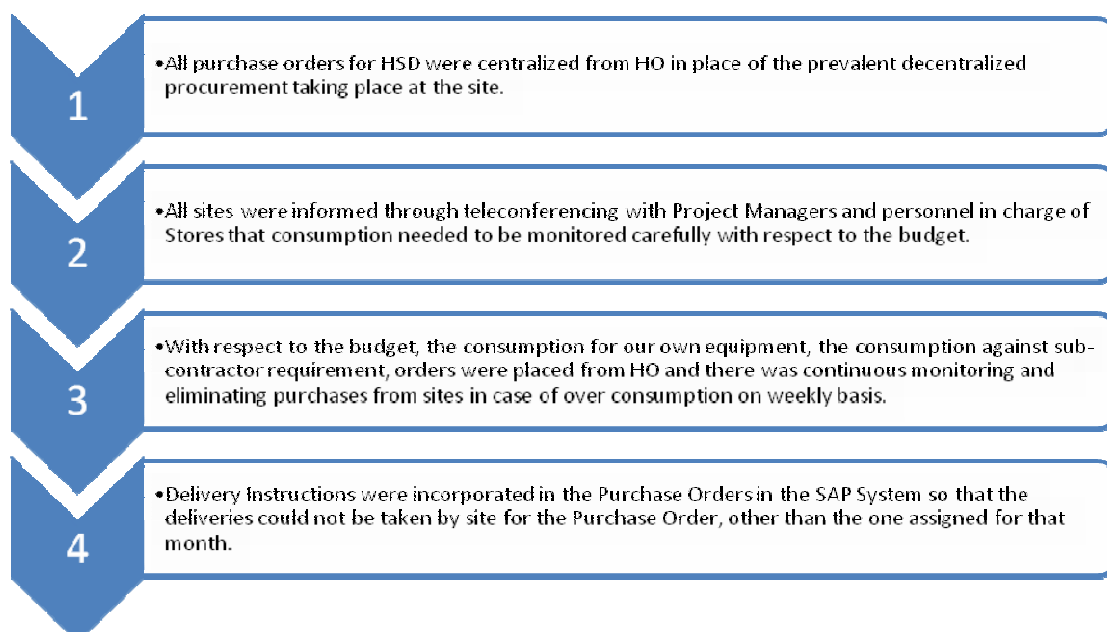 1
•All purchase orders for HSD were centralized from HO in place of the prevalent decentralized
procurement taking place at the site.
2
•All sites were informed through teleconferencing with Project Managers and personnel in charge of
Stores that consumption needed to be monitored carefully with respect to the budget.
3
•With respect to the budget, the consumption for our own equipment, the consumption against sub-
contractor requirement, orders were placed from HO and there was continuous monitoring and
eliminating purchases from sites in case of over consumption on weekly basis.
4
•Delivery Instructions were incorporated in the Purchase Orders in the SAP System so that the
deliveries could not be taken by site for the Purchase Order, other than the one assigned for that
month.